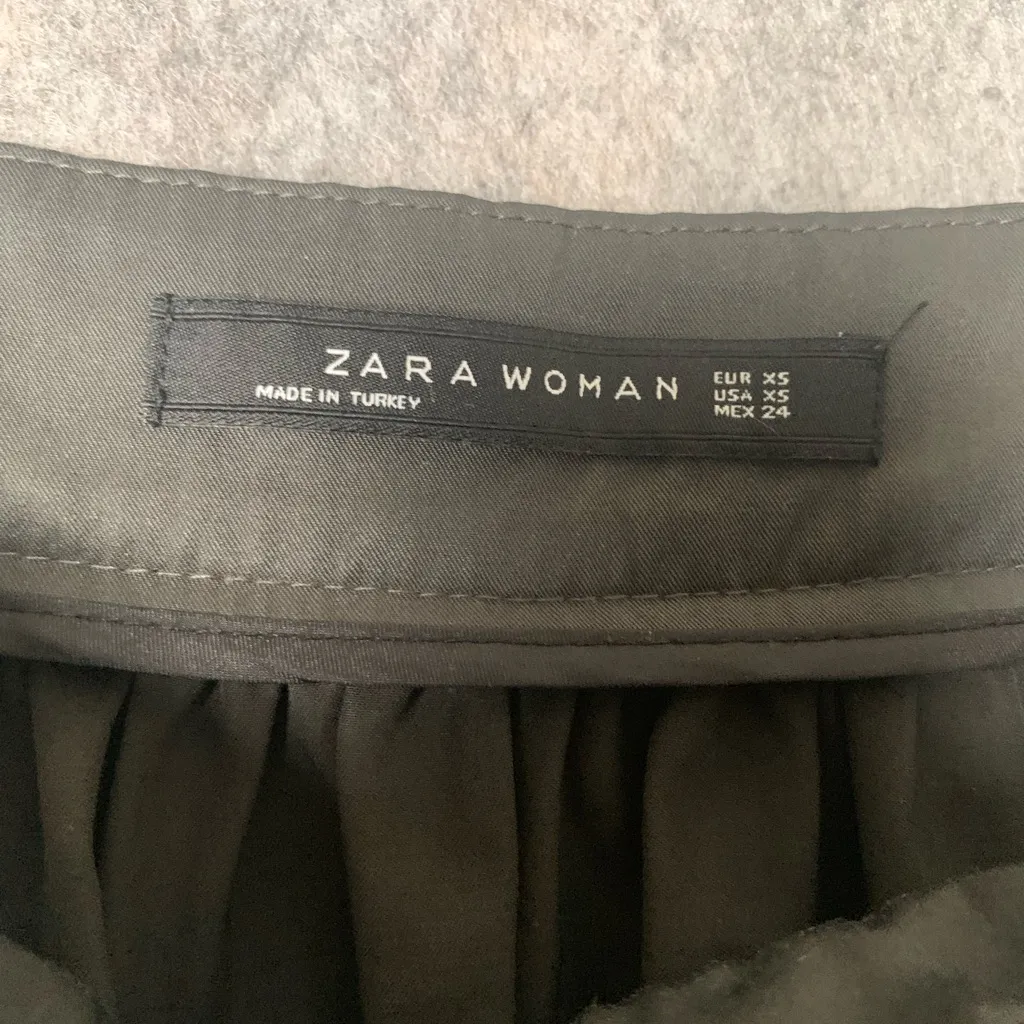 ZARA WOMAN
MADE IN TURKEY
EUR XS
USA XS
MEX 24